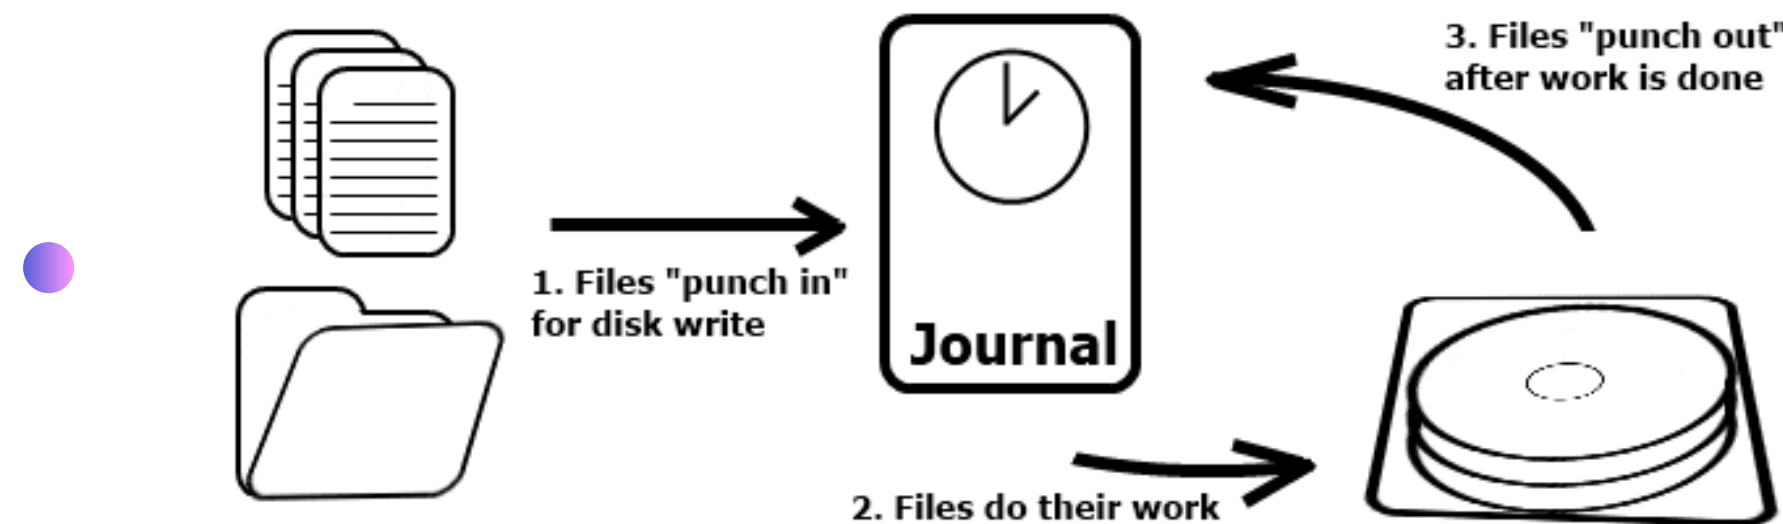 1. Files "punch in"
for disk write
Journal
2. Files do their work
3. Files "punch out"
after work is done